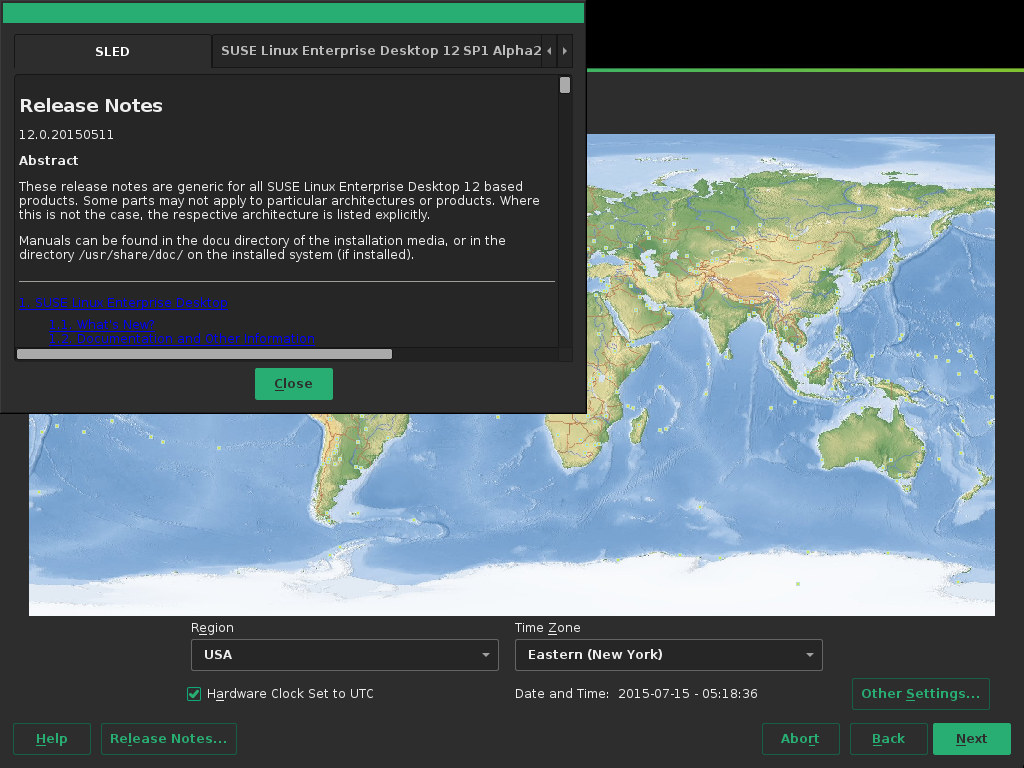 SLED
SUSE Linux Enterprise Desktop 12 SP1 Alpha2
Release Notes
12.0.20150511
Abstract
These release notes are generic for all SUSE Linux Enterprise Desktop 12 based
products. Some parts may not apply to particular architectures or products. Where
this is not the case, the respective architecture is listed explicitly.
Manuals can be found in the docu directory of the installation media, or in the
directory /usr/share/doc/ on the installed system (if installed).
1. SUSE Linux Enterprise Desktop
1.1. What's New?
1.2. Documentation and Other Information
Close
Region
Time Zone
USA
Eastern (New York)
Hardware Clock Set to UTC
Date and Time: 2015-07-15 - 05:18:36
Other Settings...
Help
Release Notes...
Abort
Back
Next